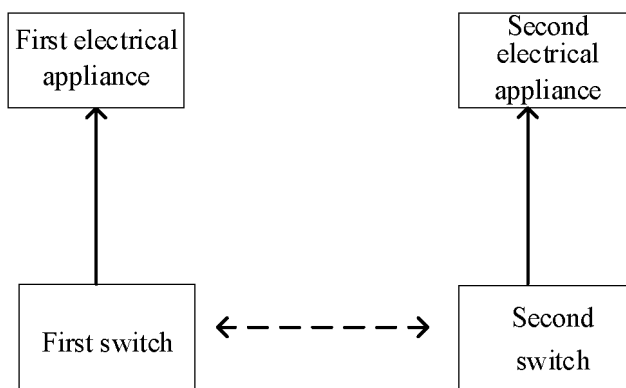 First electrical
appliance
Second
electrical
appliance
First switch
Second
switch